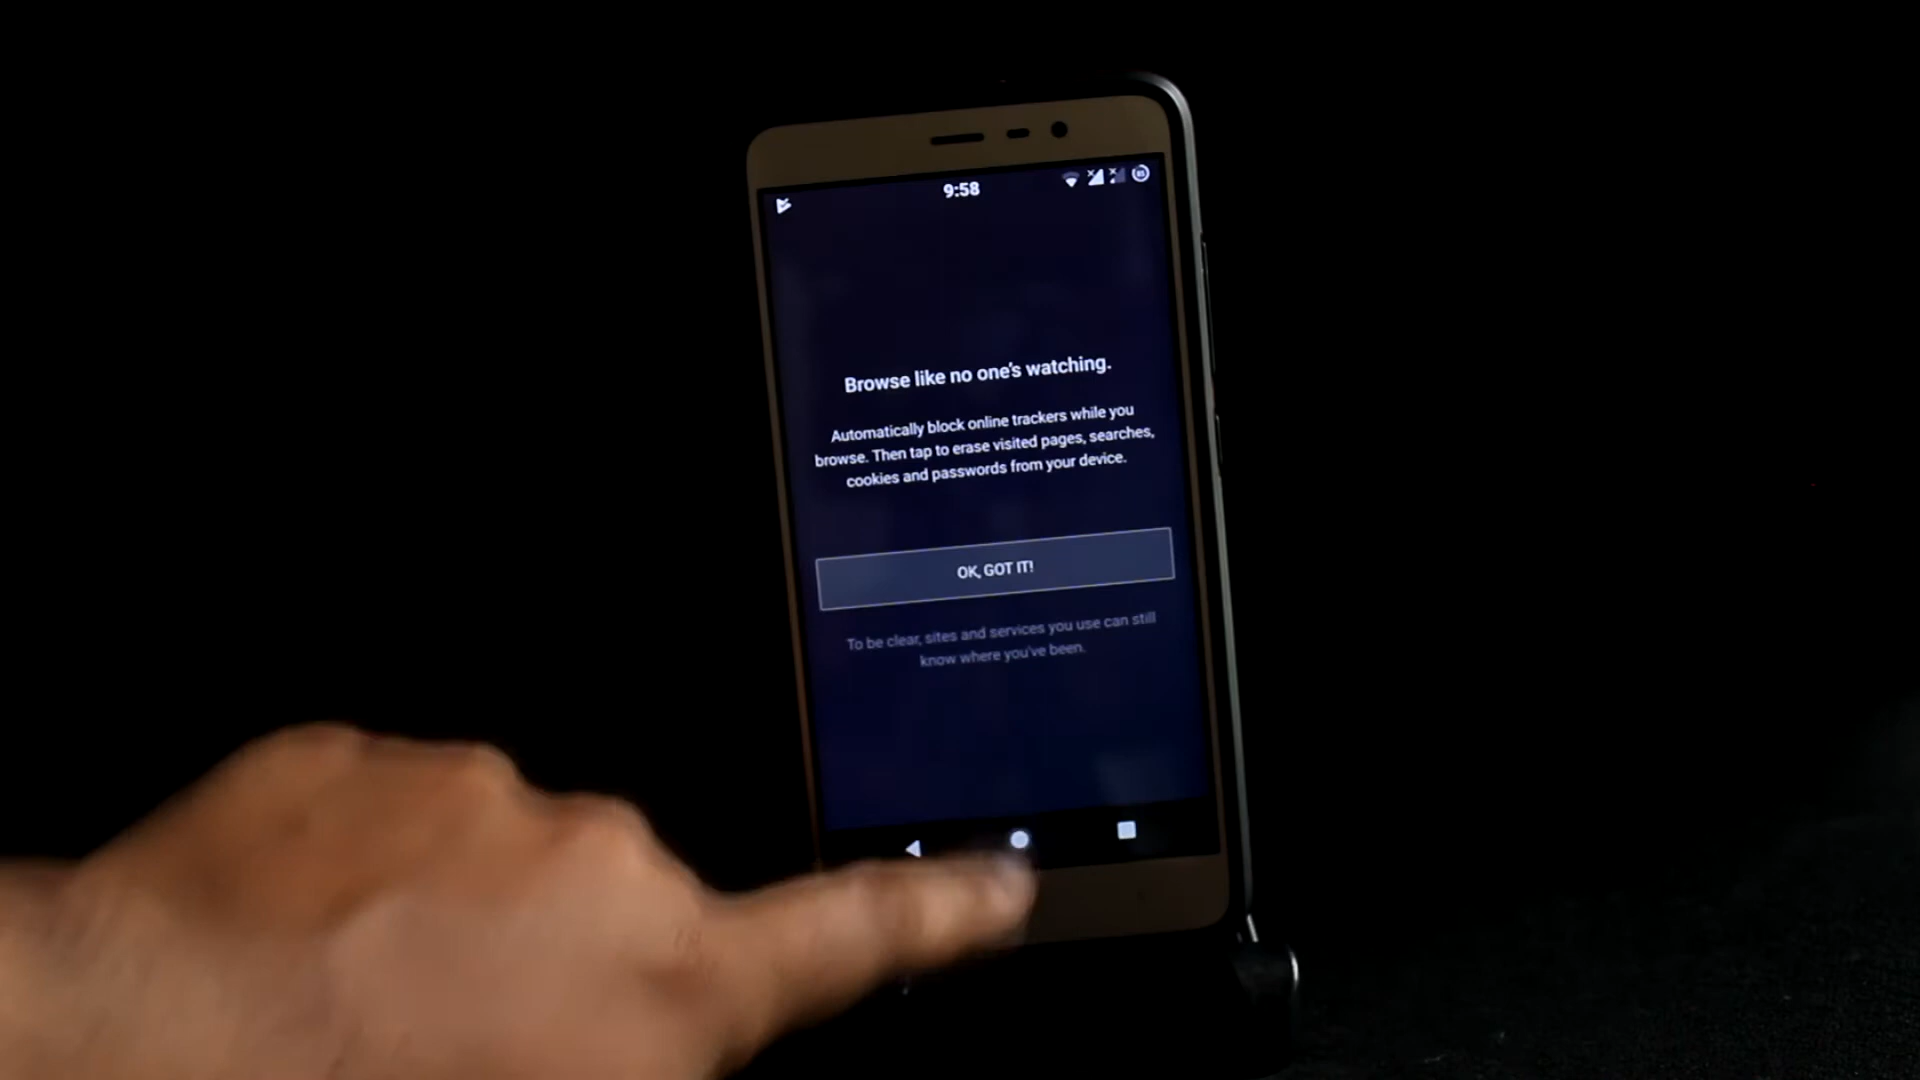 9:58
Browse like no one's watching.
Automatically block online trackers while you
browse. Then tap to erase visited pages, searches,
cookies and passwords from your device.
OK, GOT IT!
To be clear, sites and services you use can still
know where you've been.